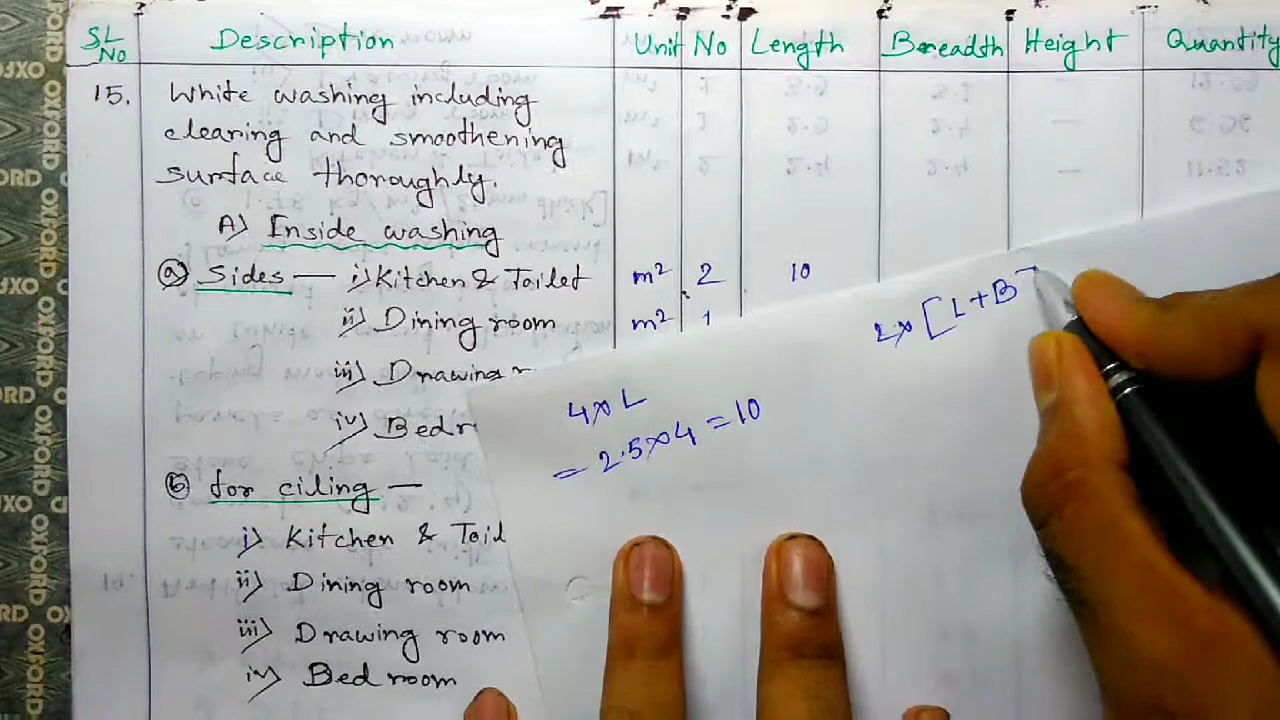 SL No Description Unit No Length Breadth Height Quantity
15. White washing including
clearing and smoothening
surface thoroughly.
A) Inside washing
(a) Sides — i) Kitchen & Toilet m² 2 10
ii) Dining room m² 1
iii) Drawing
iv) Bedr
(b) for ciling —
i) Kitchen & Toil
ii) Dining room
iii) Drawing room
iv) Bedroom
4 × L
= 2.5 × 4 = 10
2 × [L + B
OXFORD